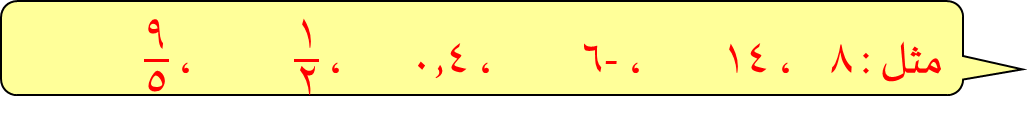 مثل : ٨ ، ١٤ ، -٦ ، ٠,٤ ، ١/٢ ، ٩/٥